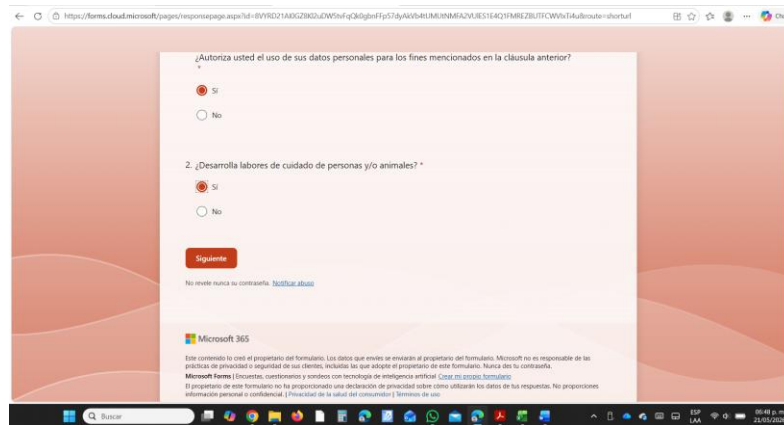 ¿Autoriza usted el uso de sus datos personales para los fines mencionados en la cláusula anterior?
*
Sí
No
2. ¿Desarrolla labores de cuidado de personas y/o animales? *
Sí
No
Siguiente
No revele nunca su contraseña. Notificar abuso
Microsoft 365
Este contenido lo creó el propietario del formulario. Los datos que envíes se enviarán al propietario del formulario. Microsoft no es responsable de las
prácticas de privacidad o seguridad de sus clientes, incluidas las que adopte el propietario de este formulario. Nunca des tu contraseña.
Microsoft Forms | Encuestas, cuestionarios y sondeos con tecnología de inteligencia artificial Crear mi propio formulario
El propietario de este formulario no ha proporcionado una declaración de privacidad sobre cómo utilizarán los datos de tus respuestas. No proporciones
información personal o confidencial. | Privacidad de la salud del consumidor | Términos de uso
Buscar
ESP
LAA
06:48 p. m.